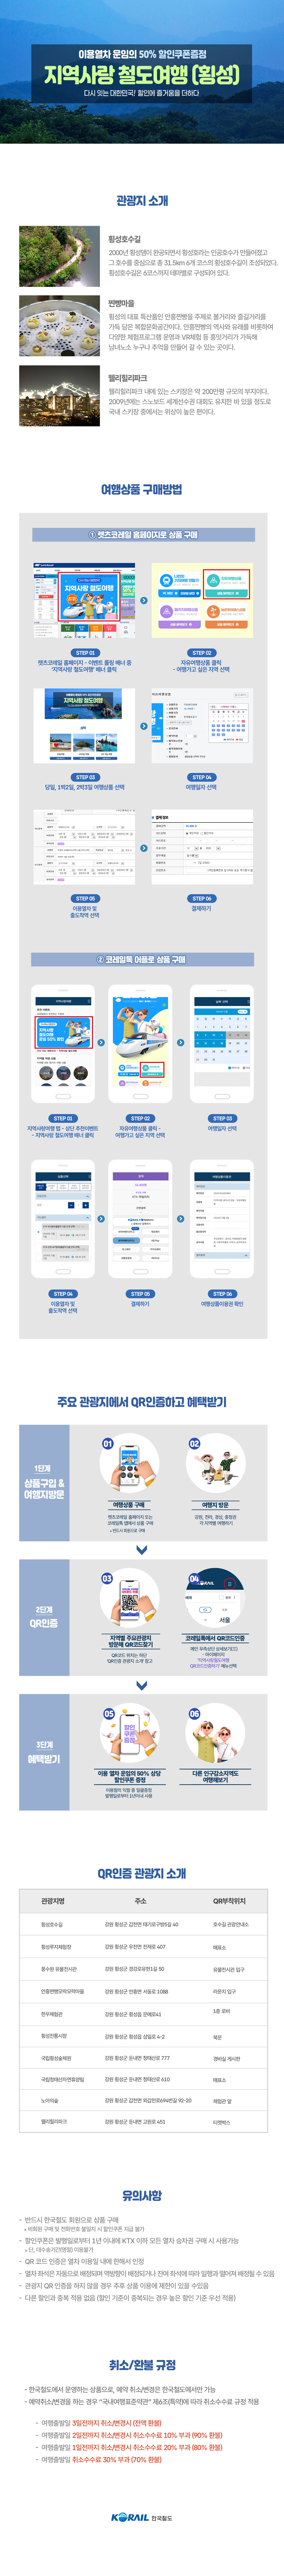 이용열차 운임의 50% 할인쿠폰증정
지역사랑 철도여행 (횡성)
다시 잇는 대한민국! 할인에 즐거움을 더하다
관광지 소개
횡성호수길
2000년 횡성댐이 완공되면서 횡성호라는 인공호수가 만들어졌고
그 호수를 중심으로 총 31.5km 6개 코스의 횡성호수길이 조성되었다.
횡성호수길은 6코스까지 테마별로 구성되어 있다.
찐빵마을
횡성의 대표 특산품인 안흥찐빵을 주제로 볼거리와 즐길거리를
가득 담은 복합문화공간이다. 안흥찐빵의 역사와 유래를 비롯하여
다양한 체험프로그램 운영과 VR체험 등 흥밋거리가 가득해
남녀노소 누구나 추억을 만들어 갈 수 있는 곳이다.
웰리힐리파크
웰리힐리파크 내에 있는 스키장은 약 200만평 규모의 부지이다.
2009년에는 스노보드 세계선수권 대회도 유치한 바 있을 정도로
국내 스키장 중에서는 위상이 높은 편이다.
여행상품 구매방법
① 렛츠코레일 홈페이지로 상품 구매
지역사랑 철도여행
STEP 01
렛츠코레일 홈페이지 - 이벤트 롤링 배너 중
'지역사랑 철도여행' 배너 클릭
STEP 02
자유여행상품 클릭
- 여행가고 싶은 지역 선택
지역사랑 철도여행
STEP 03
당일, 1박2일, 2박3일 여행상품 선택
STEP 04
여행일자 선택
STEP 05
이용열차 및
출도착역 선택
STEP 06
결제하기
② 코레일톡 어플로 상품 구매
STEP 01
지역사랑여행 탭 - 상단 추천이벤트
- 지역사랑 철도여행 배너 클릭
STEP 02
자유여행상품 클릭 -
여행가고 싶은 지역 선택
STEP 03
여행일자 선택
STEP 04
이용열차 및
출도착역 선택
STEP 05
결제하기
STEP 06
여행상품이용권 확인
주요 관광지에서 QR인증하고 혜택받기
1단계
상품구입 &
여행지방문
01
여행상품 구매
렛츠코레일 홈페이지 또는
코레일톡 앱에서 상품 구매
* 반드시 회원으로 구매
02
여행지 방문
각 지역별 여행하기
2단계
QR인증
03
지역별 주요관광지
방문해 QR코드찾기
QR코드 위치는 하단
'QR인증 관광지 소개' 참고
04
KORAIL
서울
코레일톡에서 QR코드인증
메인 우측상단 상세보기(三)
- 마이페이지
'지역사랑철도여행
QR코드인증하기' 메뉴선택
3단계
혜택받기
05
할인
쿠폰
증정
이용 열차 운임의 50% 상당
할인쿠폰 증정
이용월의 익월 중 일괄증정
발행일로부터 1년이내 사용
06
다른 인구감소지역도
여행해보기
QR인증 관광지 소개
관광지명 주소 QR부착위치
횡성호수길 강원 횡성군 갑천면 태기로구방5길 40 호수길 관광안내소
횡성루지체험장 강원 횡성군 우천면 전재로 407 매표소
풍수원 유물전시관 강원 횡성군 경강로유현1길 50 유물전시관 입구
안흥찐빵모락모락마을 강원 횡성군 안흥면 서동로 1088 라운지 입구
한우체험관 강원 횡성군 횡성읍 문예로41 1층 로비
횡성전통시장 강원 횡성군 횡성읍 삼일로 4-2 북문
국립횡성숲체원 강원 횡성군 둔내면 청태산로 777 경비실 게시판
국립청태산자연휴양림 강원 횡성군 둔내면 청태산로 610 매표소
노아의숲 강원 횡성군 갑천면 외갑천로694번길 92-20 체험관 앞
웰리힐리파크 강원 횡성군 둔내면 고원로 451 티켓박스
유의사항
- 반드시 한국철도 회원으로 상품 구매
* 비회원 구매 및 전화번호 불일치 시 할인쿠폰 지급 불가
- 할인쿠폰은 발행일로부터 1년 이내에 KTX 이하 모든 열차 승차권 구매 시 사용가능
* 단, 대수송기간(명절) 이용불가
- QR 코드 인증은 열차 이용일 내에 한해서 인정
- 열차 좌석은 자동으로 배정되며 역방향이 배정되거나 잔여 좌석에 따라 일행과 떨어져 배정될 수 있음
- 관광지 QR 인증을 하지 않을 경우 추후 상품 이용에 제한이 있을 수있음
- 다른 할인과 중복 적용 없음 (할인 기준이 중복되는 경우 높은 할인 기준 우선 적용)
취소/환불 규정
- 한국철도에서 운영하는 상품으로, 예약 취소/변경은 한국철도에서만 가능
- 예약취소/변경을 하는 경우 "국내여행표준약관" 제6조(특약)에 따라 취소수수료 규정 적용
- 여행출발일 3일전까지 취소/변경시 (전액 환불)
- 여행출발일 2일전까지 취소/변경시 취소수수료 10% 부과 (90% 환불)
- 여행출발일 1일전까지 취소/변경시 취소수수료 20% 부과 (80% 환불)
- 여행출발일 취소수수료 30% 부과 (70% 환불)
KORAIL 한국철도